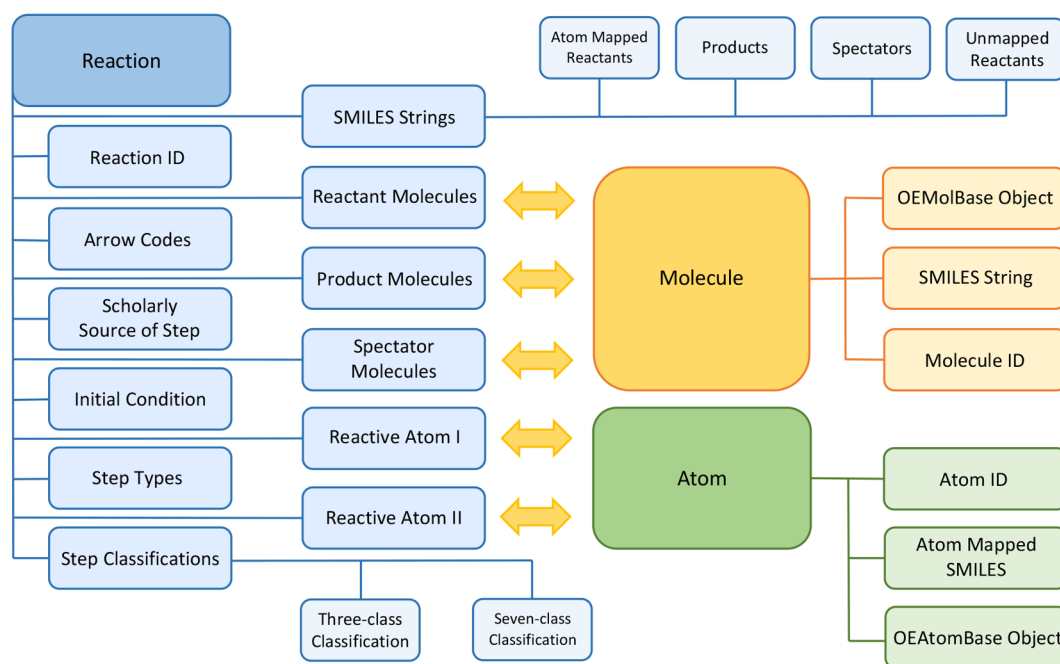 Reaction
Atom Mapped
Reactants
Products
Spectators
Unmapped
Reactants
SMILES Strings
Reaction ID
Reactant Molecules
Arrow Codes
Product Molecules
Scholarly
Source of Step
Spectator
Molecules
Initial Condition
Reactive Atom I
Step Types
Reactive Atom II
Step Classifications
Three-class
Classification
Seven-class
Classification
Molecule
OEMolBase Object
SMILES String
Molecule ID
Atom
Atom ID
Atom Mapped
SMILES
OEAtomBase Object